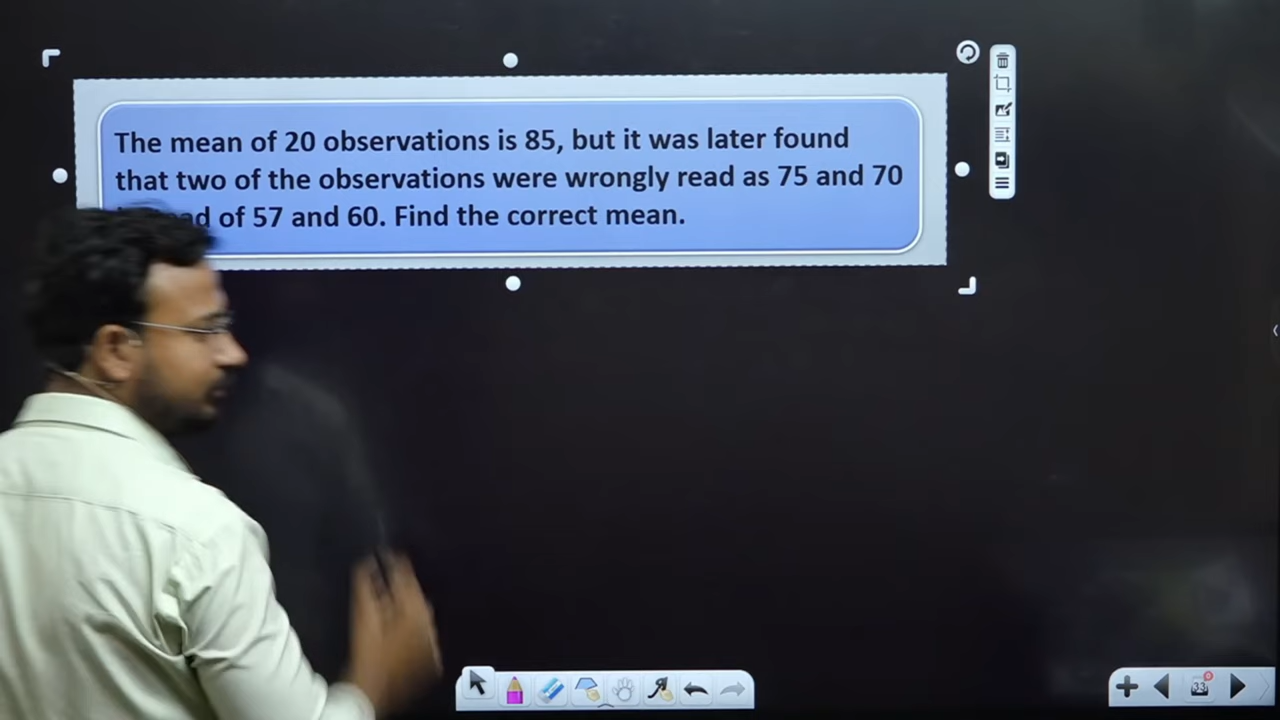 The mean of 20 observations is 85, but it was later found
that two of the observations were wrongly read as 75 and 70
of 57 and 60. Find the correct mean.
33